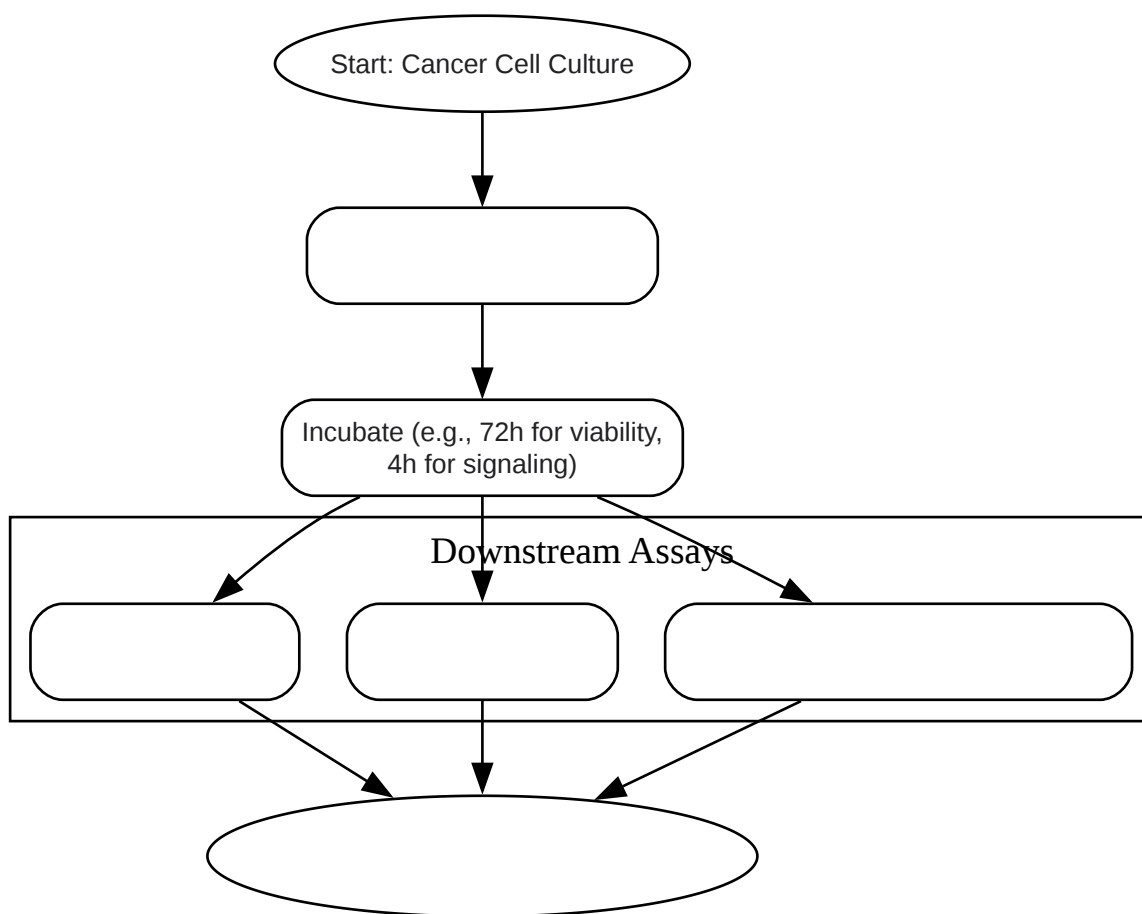 Start: Cancer Cell Culture
Incubate (e.g., 72h for viability,
4h for signaling)
Downstream Assays